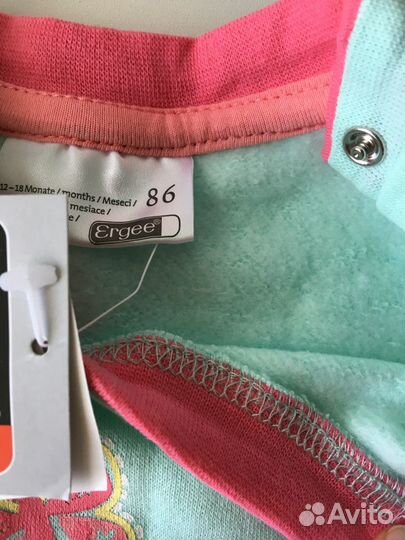 12-18 Monate / months / Meseci /
mesiace /
86
Ergee®
Avito